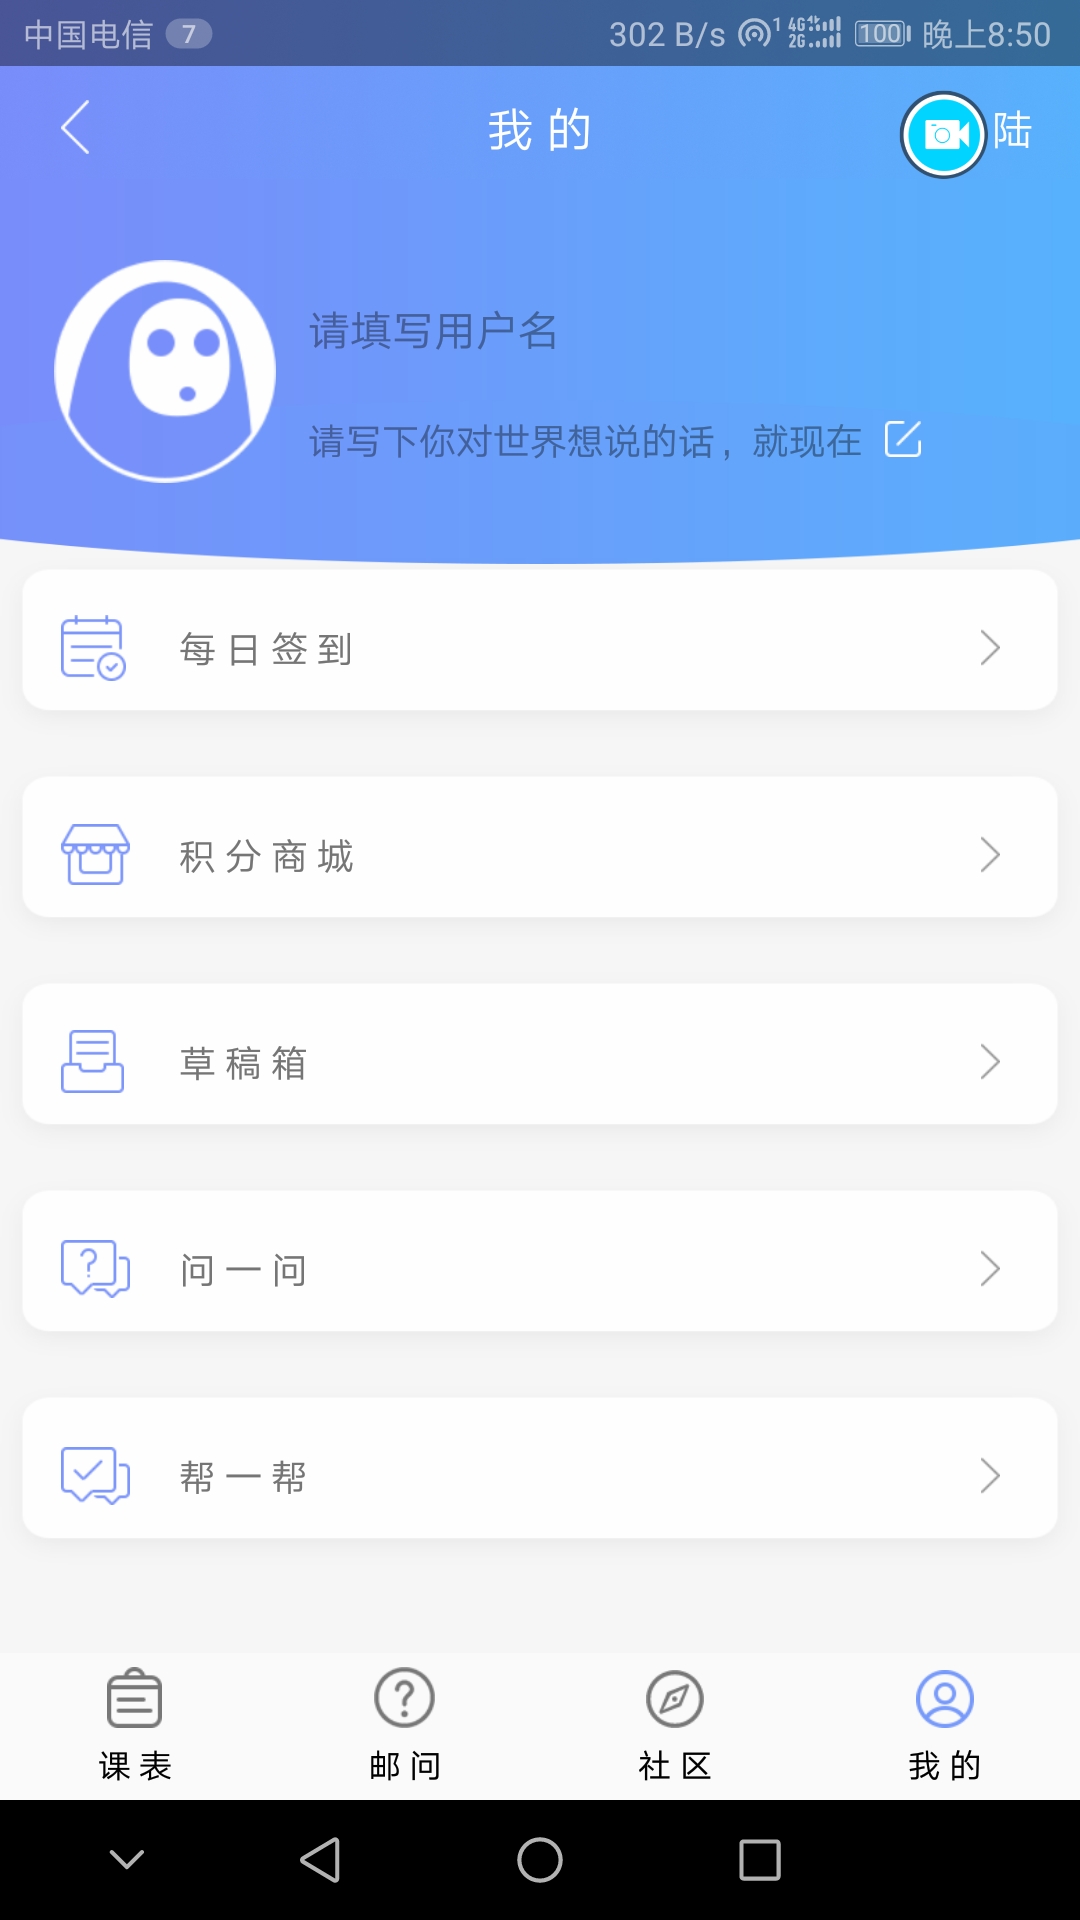 中国电信 7 302 B/s 1 4G 2G 100 晚上8:50
我的 陆
请填写用户名
请写下你对世界想说的话，就现在
每日签到
积分商城
草稿箱
问一问
帮一帮
课表 邮问 社区 我的